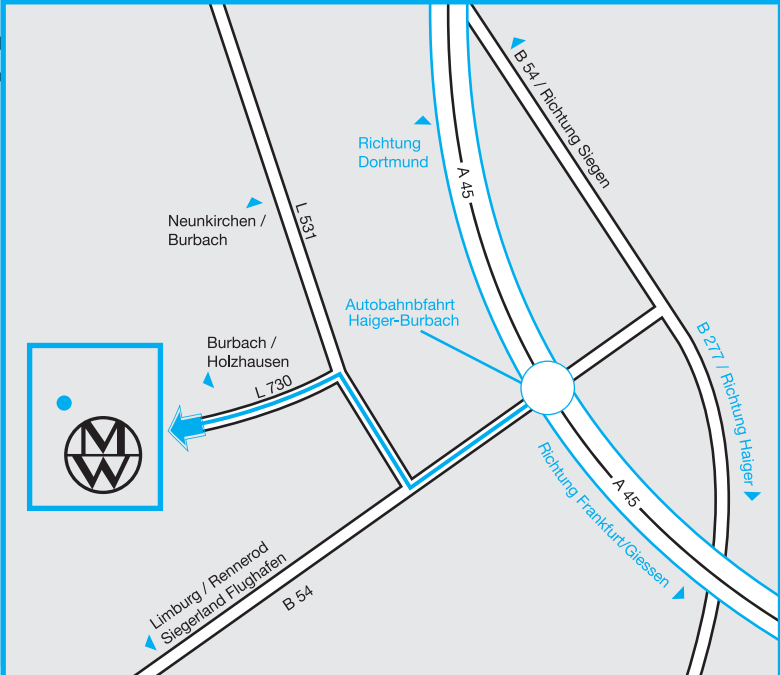 B 54 / Richtung Siegen
Richtung
Dortmund
A 45
Neunkirchen /
Burbach
L 531
Autobahnbfahrt
Haiger-Burbach
B 277 / Richtung Haiger
Burbach /
Holzhausen
L 730
MW
Richtung Frankfurt/Giessen
A 45
Limburg / Rennerod
Siegerland Flughafen
B 54